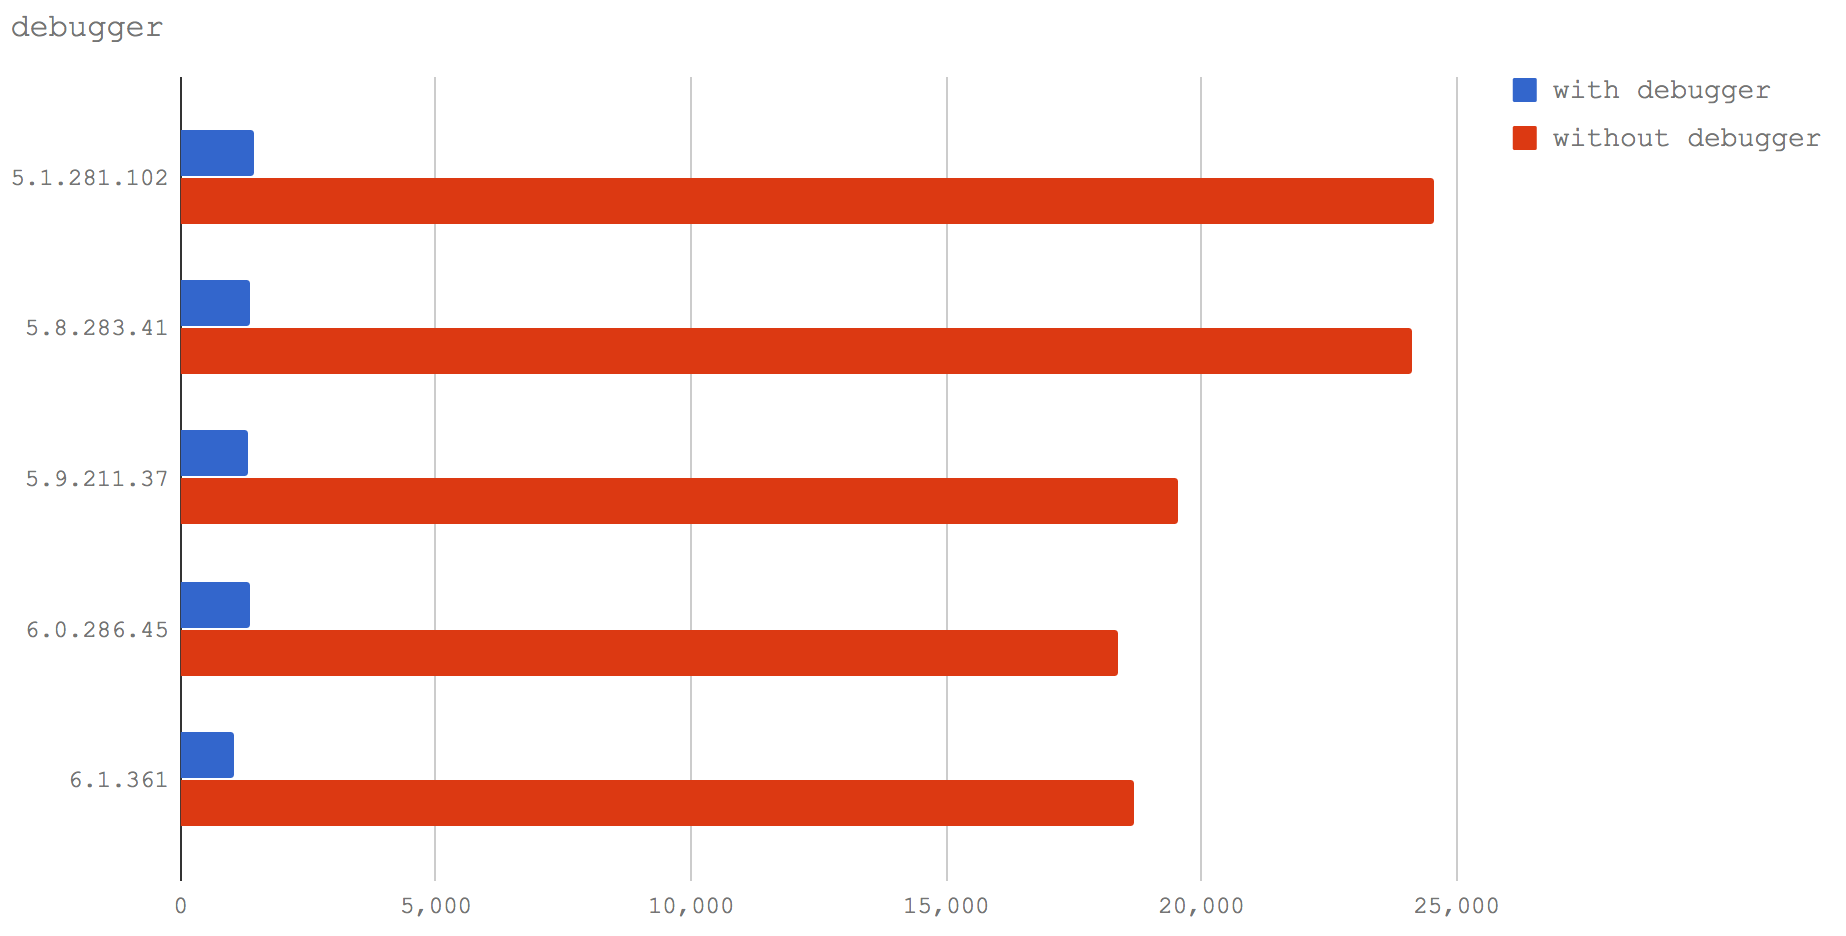 debugger
with debugger
without debugger
5.1.281.102
5.8.283.41
5.9.211.37
6.0.286.45
6.1.361
0 5,000 10,000 15,000 20,000 25,000